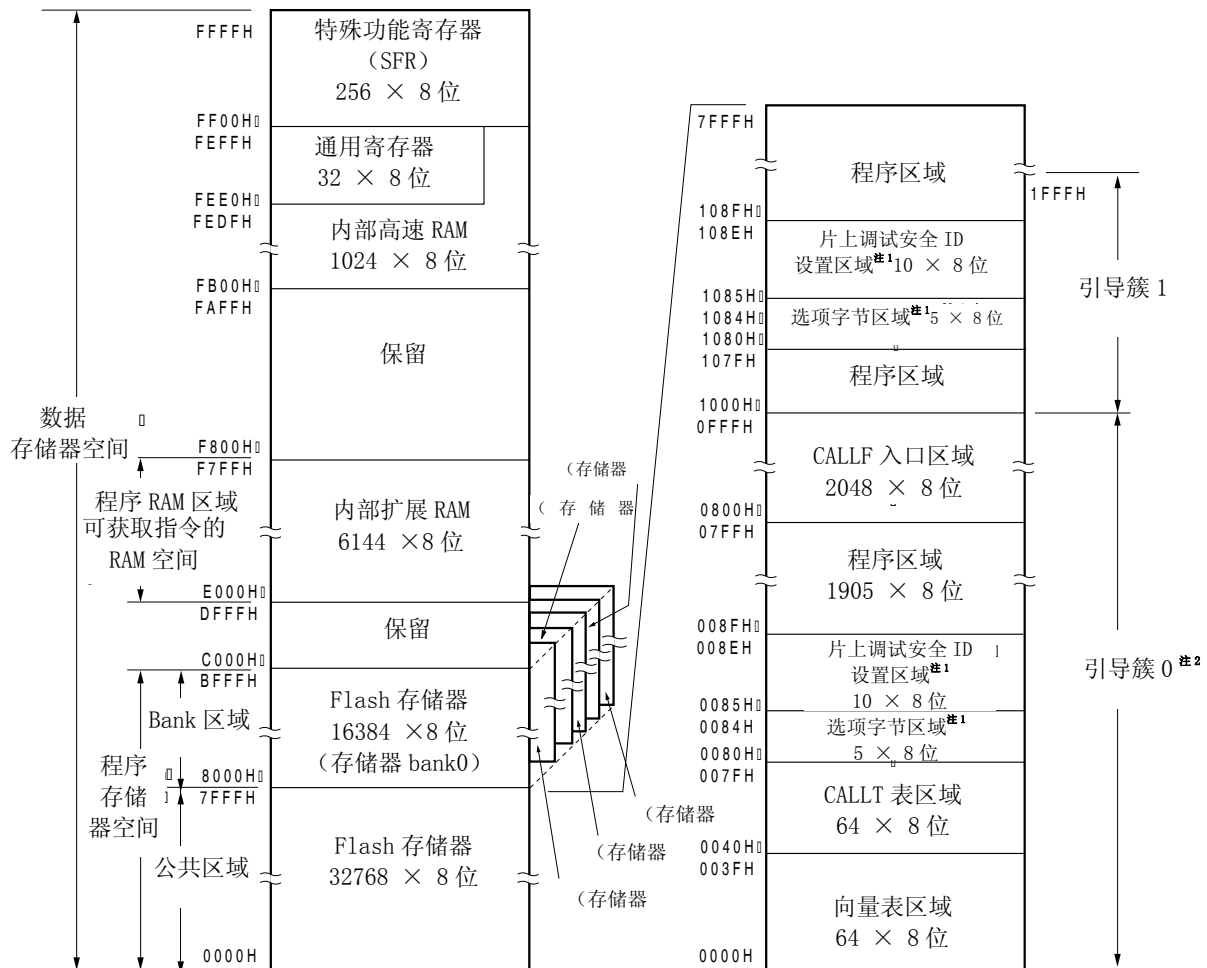 FFFFH
特殊功能寄存器
(SFR)
256 × 8位
FF00H
FEFFH
通用寄存器
32 × 8位
FEE0H
FEDFH
内部高速 RAM
1024 × 8位
FB00H
FAFFH
保留
数据
存储器空间
F800H
F7FFH
程序 RAM 区域
可获取指令的
RAM 空间
内部扩展 RAM
6144 ×8位
E000H
DFFFH
保留
C000H
BFFFH
Bank 区域
Flash 存储器
16384 ×8位
(存储器 bank0)
程序
存储
器空间
8000H
7FFFH
公共区域
Flash 存储器
32768 × 8位
0000H
(存储器
(存储器
(存储器
(存储器
(存储器
7FFFH
程序区域
1FFFH
108FH
108EH
片上调试安全 ID
设置区域注1 10 × 8位
引导簇 1
1085H
1084H
选项字节区域注1 5 × 8位
1080H
107FH
程序区域
1000H
0FFFH
CALLF 入口区域
2048 × 8位
0800H
07FFH
程序区域
1905 × 8位
008FH
008EH
片上调试安全 ID
设置区域注1
10 × 8位
引导簇 0注2
0085H
0084H
选项字节区域注1
5 × 8位
0080H
007FH
CALLT 表区域
64 × 8位
0040H
003FH
向量表区域
64 × 8位
0000H